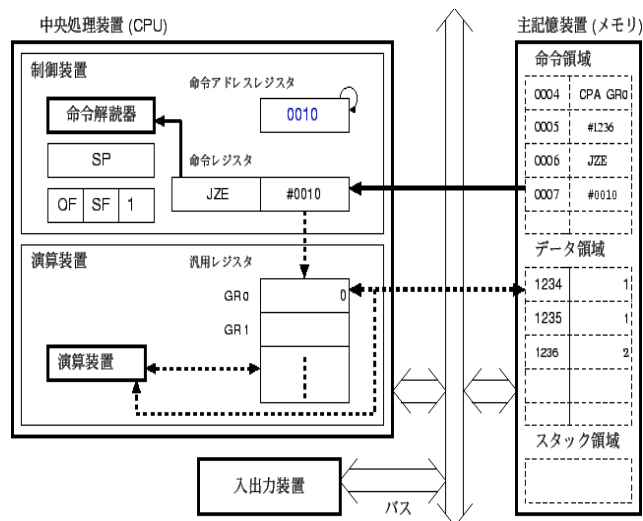 中央処理装置 (CPU)
制御装置
命令アドレスレジスタ
0010
命令解読器
SP
OF SF 1
命令レジスタ
JZE #0010
演算装置
汎用レジスタ
GR0 0
GR1
演算装置
入出力装置
バス
主記憶装置 (メモリ)
命令領域
0004 CPA GR0
0005 #1236
0006 JZE
0007 #0010
データ領域
1234 1
1235 1
1236 2
スタック領域